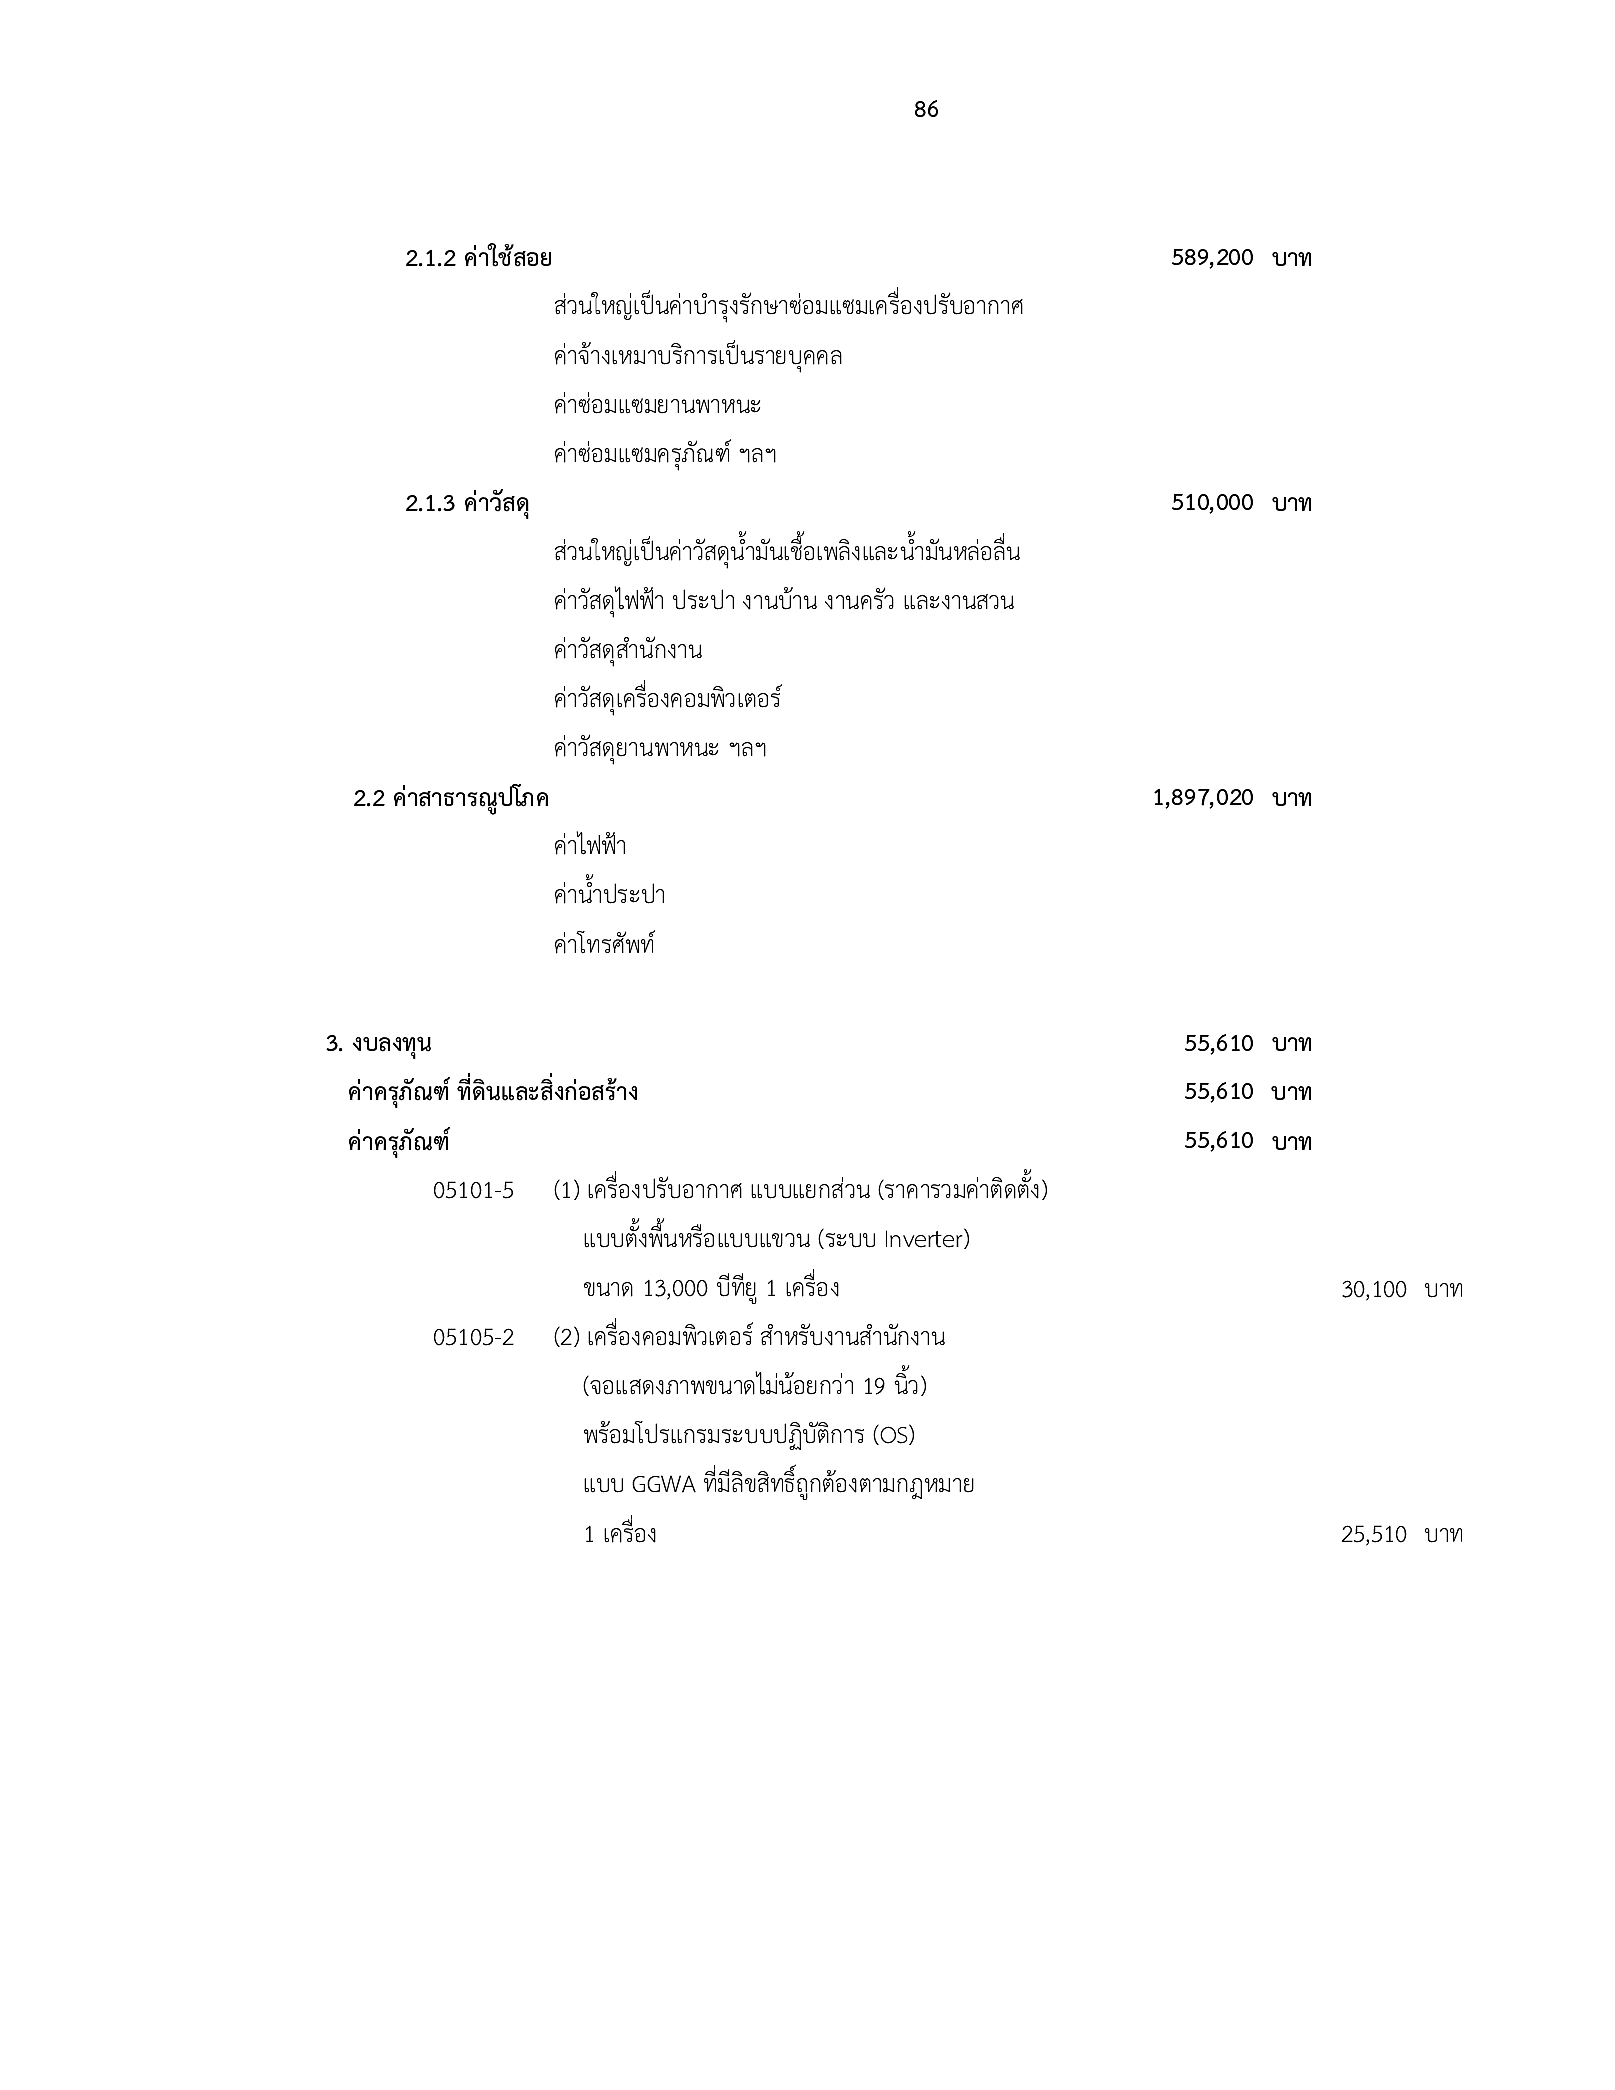 86
2.1.2 ค่าใช้สอย 589,200 บาท
ส่วนใหญ่เป็นค่าบำรุงรักษาซ่อมแซมเครื่องปรับอากาศ
ค่าจ้างเหมาบริการเป็นรายบุคคล
ค่าซ่อมแซมยานพาหนะ
ค่าซ่อมแซมครุภัณฑ์ ฯลฯ
2.1.3 ค่าวัสดุ 510,000 บาท
ส่วนใหญ่เป็นค่าวัสดุน้ำมันเชื้อเพลิงและน้ำมันหล่อลื่น
ค่าวัสดุไฟฟ้า ประปา งานบ้าน งานครัว และงานสวน
ค่าวัสดุสำนักงาน
ค่าวัสดุเครื่องคอมพิวเตอร์
ค่าวัสดุยานพาหนะ ฯลฯ
2.2 ค่าสาธารณูปโภค 1,897,020 บาท
ค่าไฟฟ้า
ค่าน้ำประปา
ค่าโทรศัพท์
3. งบลงทุน 55,610 บาท
ค่าครุภัณฑ์ ที่ดินและสิ่งก่อสร้าง 55,610 บาท
ค่าครุภัณฑ์ 55,610 บาท
05101-5 (1) เครื่องปรับอากาศ แบบแยกส่วน (ราคารวมค่าติดตั้ง)
แบบตั้งพื้นหรือแบบแขวน (ระบบ Inverter)
ขนาด 13,000 บีทียู 1 เครื่อง 30,100 บาท
05105-2 (2) เครื่องคอมพิวเตอร์ สำหรับงานสำนักงาน
(จอแสดงภาพขนาดไม่น้อยกว่า 19 นิ้ว)
พร้อมโปรแกรมระบบปฏิบัติการ (OS)
แบบ GGWA ที่มีลิขสิทธิ์ถูกต้องตามกฎหมาย
1 เครื่อง 25,510 บาท